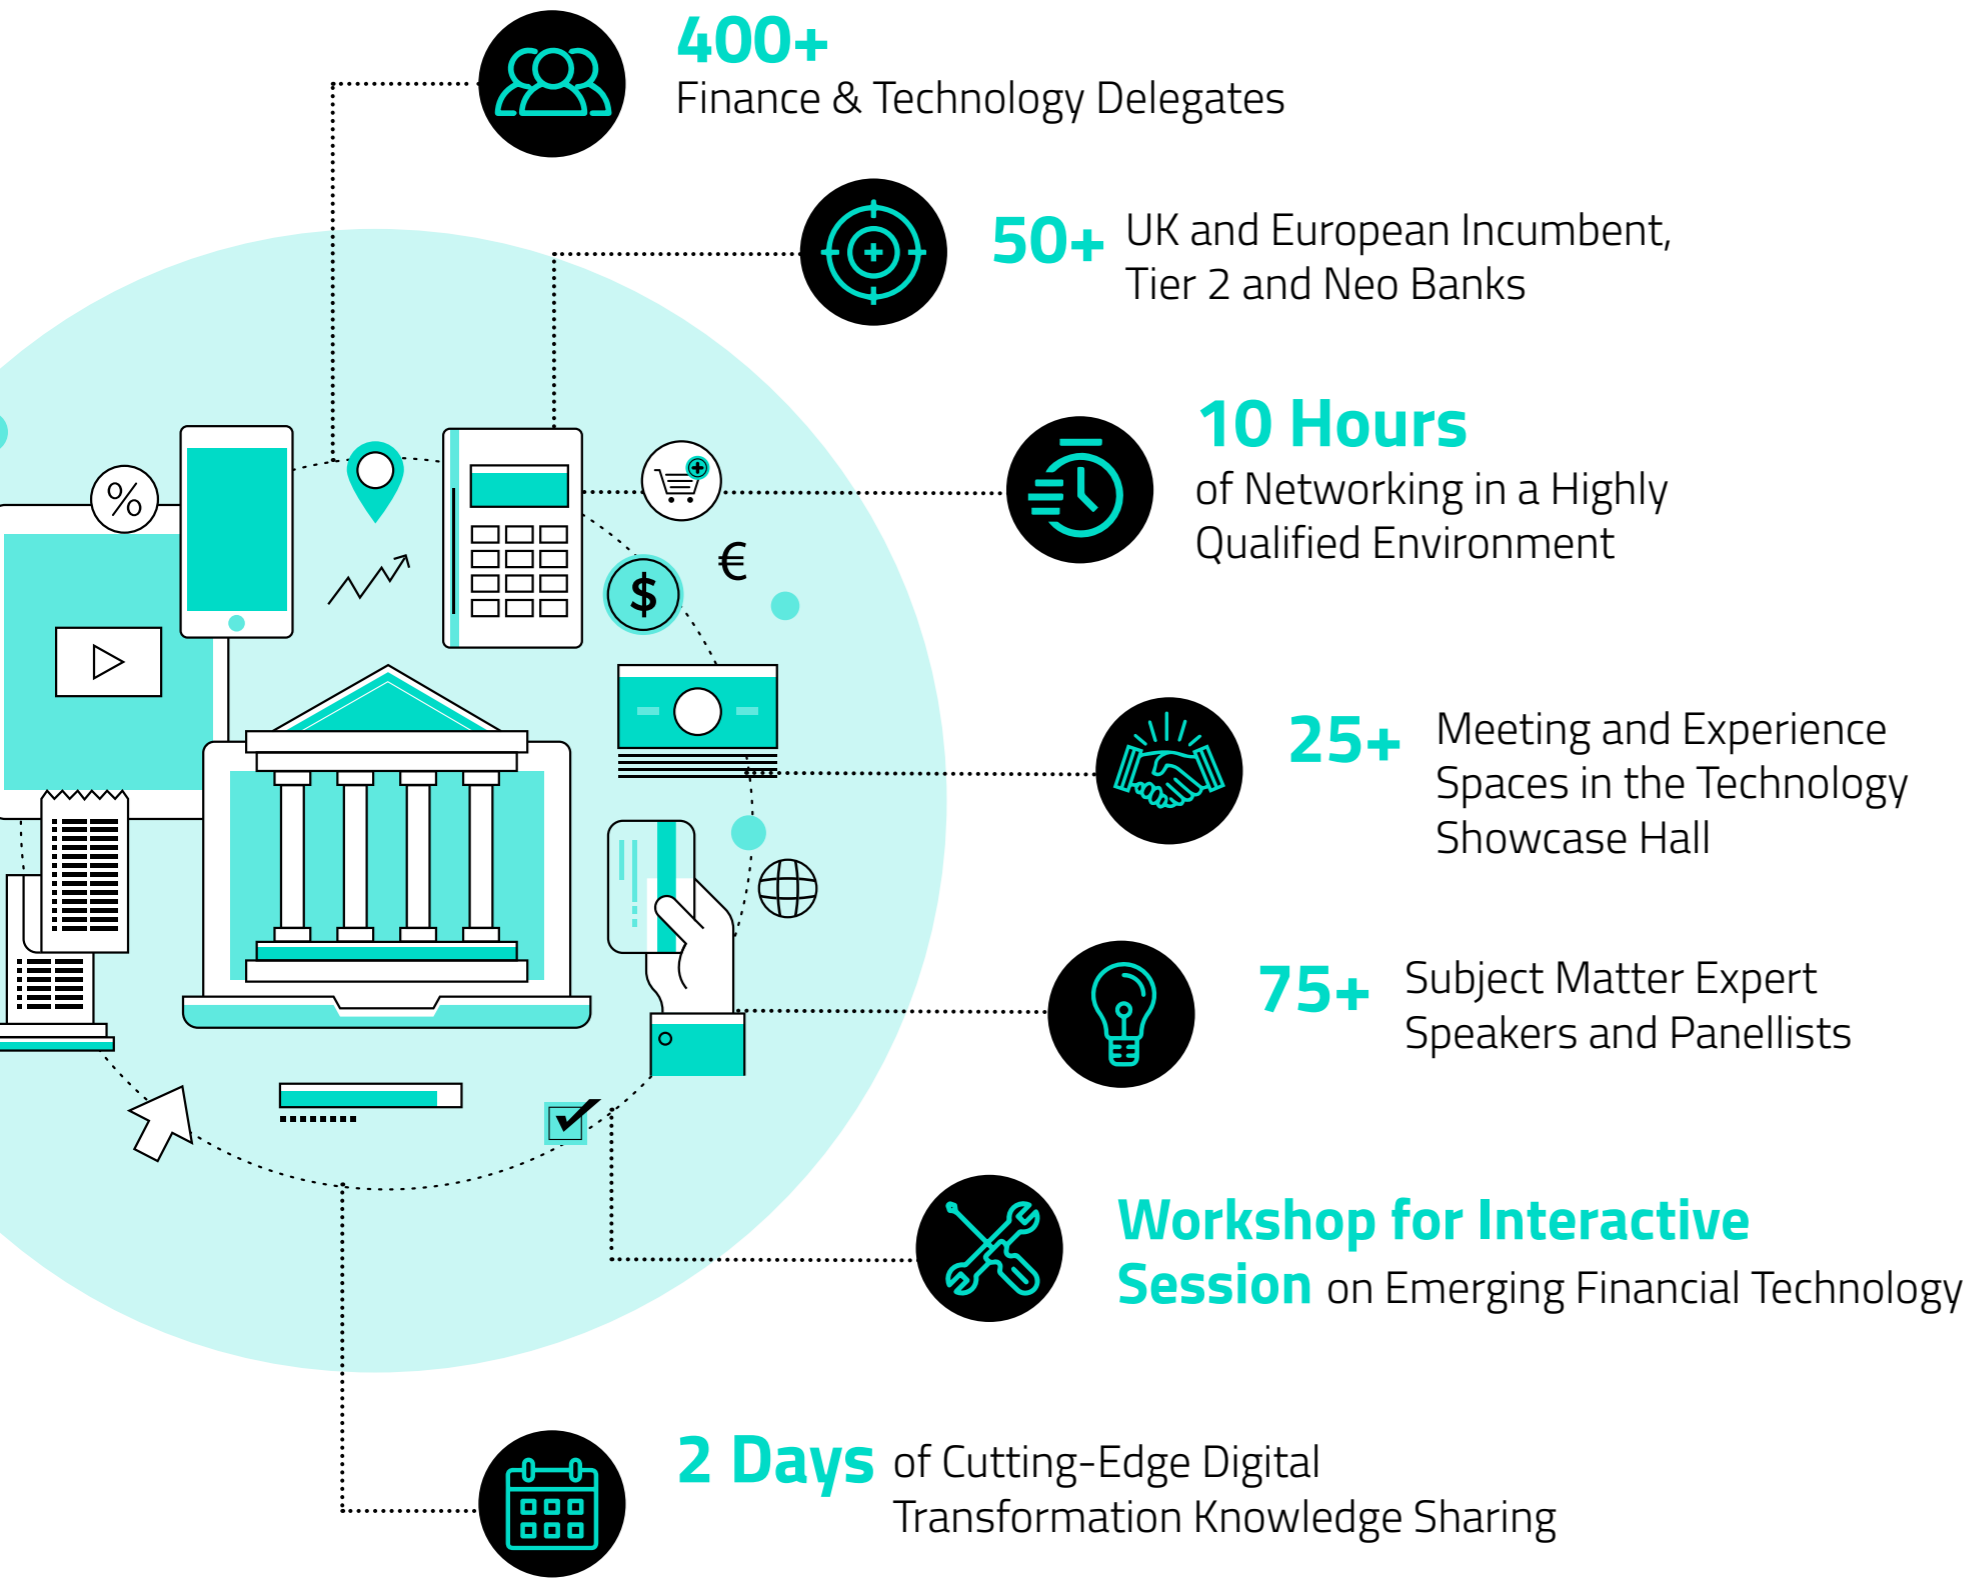 400+
Finance & Technology Delegates
50+ UK and European Incumbent,
Tier 2 and Neo Banks
10 Hours
of Networking in a Highly
Qualified Environment
%
€
$
25+ Meeting and Experience
Spaces in the Technology
Showcase Hall
75+ Subject Matter Expert
Speakers and Panellists
Workshop for Interactive
Session on Emerging Financial Technology
2 Days of Cutting-Edge Digital
Transformation Knowledge Sharing